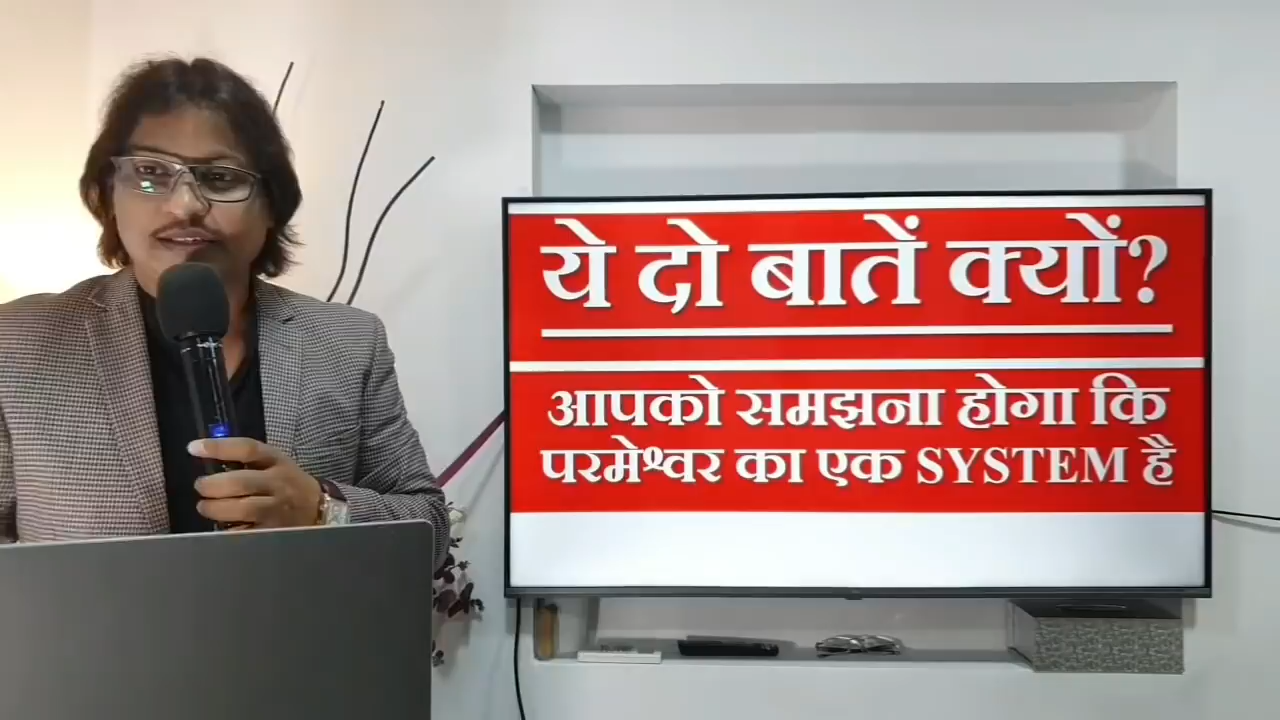 ये दो बातें क्यों?
आपको समझना होगा कि
परमेश्वर का एक SYSTEM है